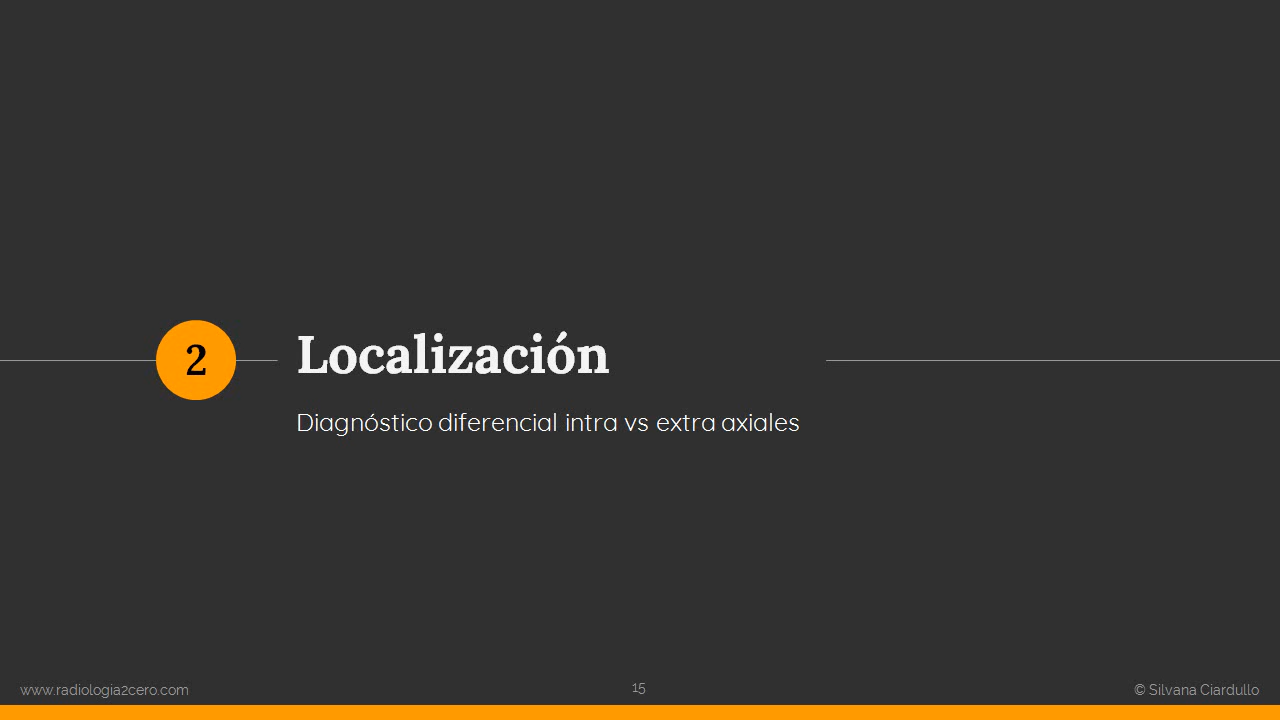 2
Localización
Diagnóstico diferencial intra vs extra axiales
www.radiologia2cero.com
15
© Silvana Ciardullo